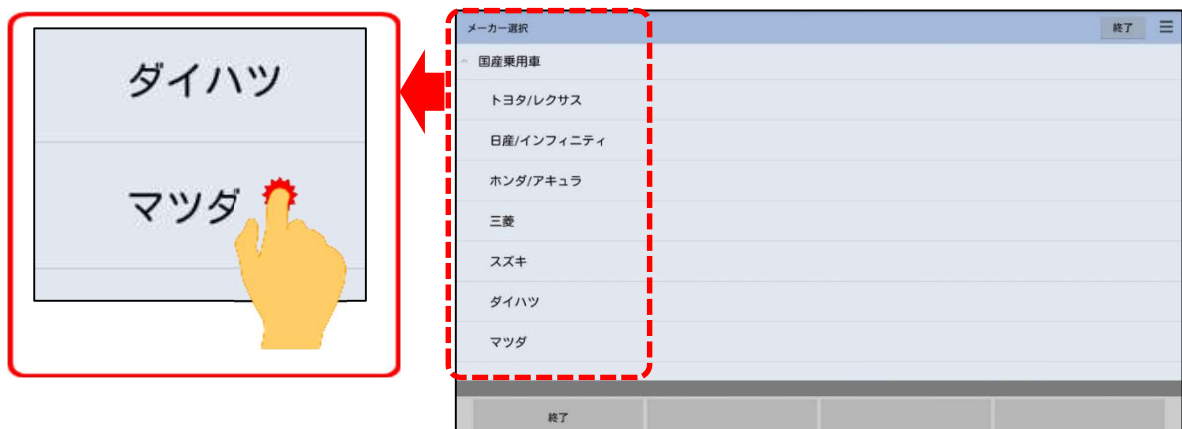 ダイハツ
マツダ
メーカー選択
終了
国産乗用車
トヨタ/レクサス
日産/インフィニティ
ホンダ/アキュラ
三菱
スズキ
ダイハツ
マツダ
終了